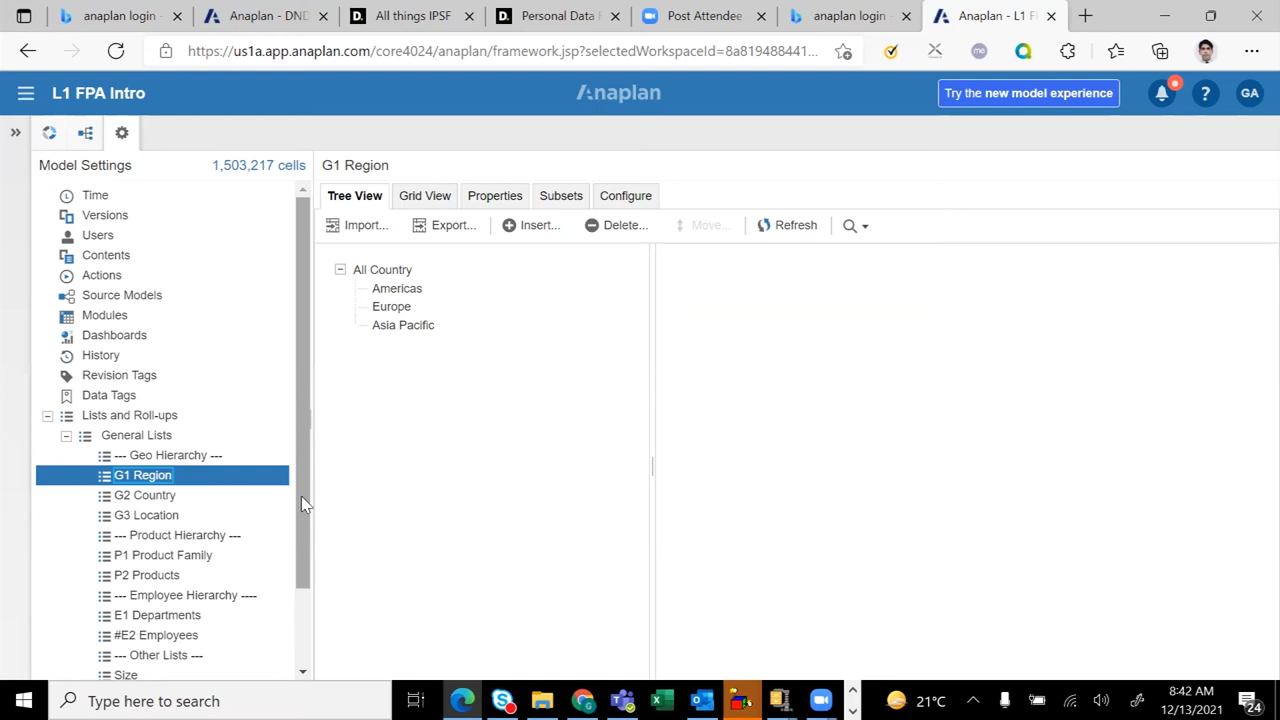 anaplan login -
Anaplan - DND
All things IPSF
Personal Data F
Post Attendee
anaplan login -
Anaplan - L1 F
https://us1a.app.anaplan.com/core4024/anaplan/framework.jsp?selectedWorkspaceId=8a819488441...
L1 FPA Intro
Anaplan
Try the new model experience
?
GA
Model Settings
1,503,217 cells
G1 Region
Time
Versions
Users
Contents
Actions
Source Models
Modules
Dashboards
History
Revision Tags
Data Tags
Lists and Roll-ups
General Lists
--- Geo Hierarchy ---
G1 Region
G2 Country
G3 Location
--- Product Hierarchy ---
P1 Product Family
P2 Products
--- Employee Hierarchy ----
E1 Departments
#E2 Employees
--- Other Lists ---
Size
Tree View
Grid View
Properties
Subsets
Configure
Import...
Export...
Insert...
Delete...
Move...
Refresh
All Country
Americas
Europe
Asia Pacific
Type here to search
21°C
8:42 AM
12/13/2021
24